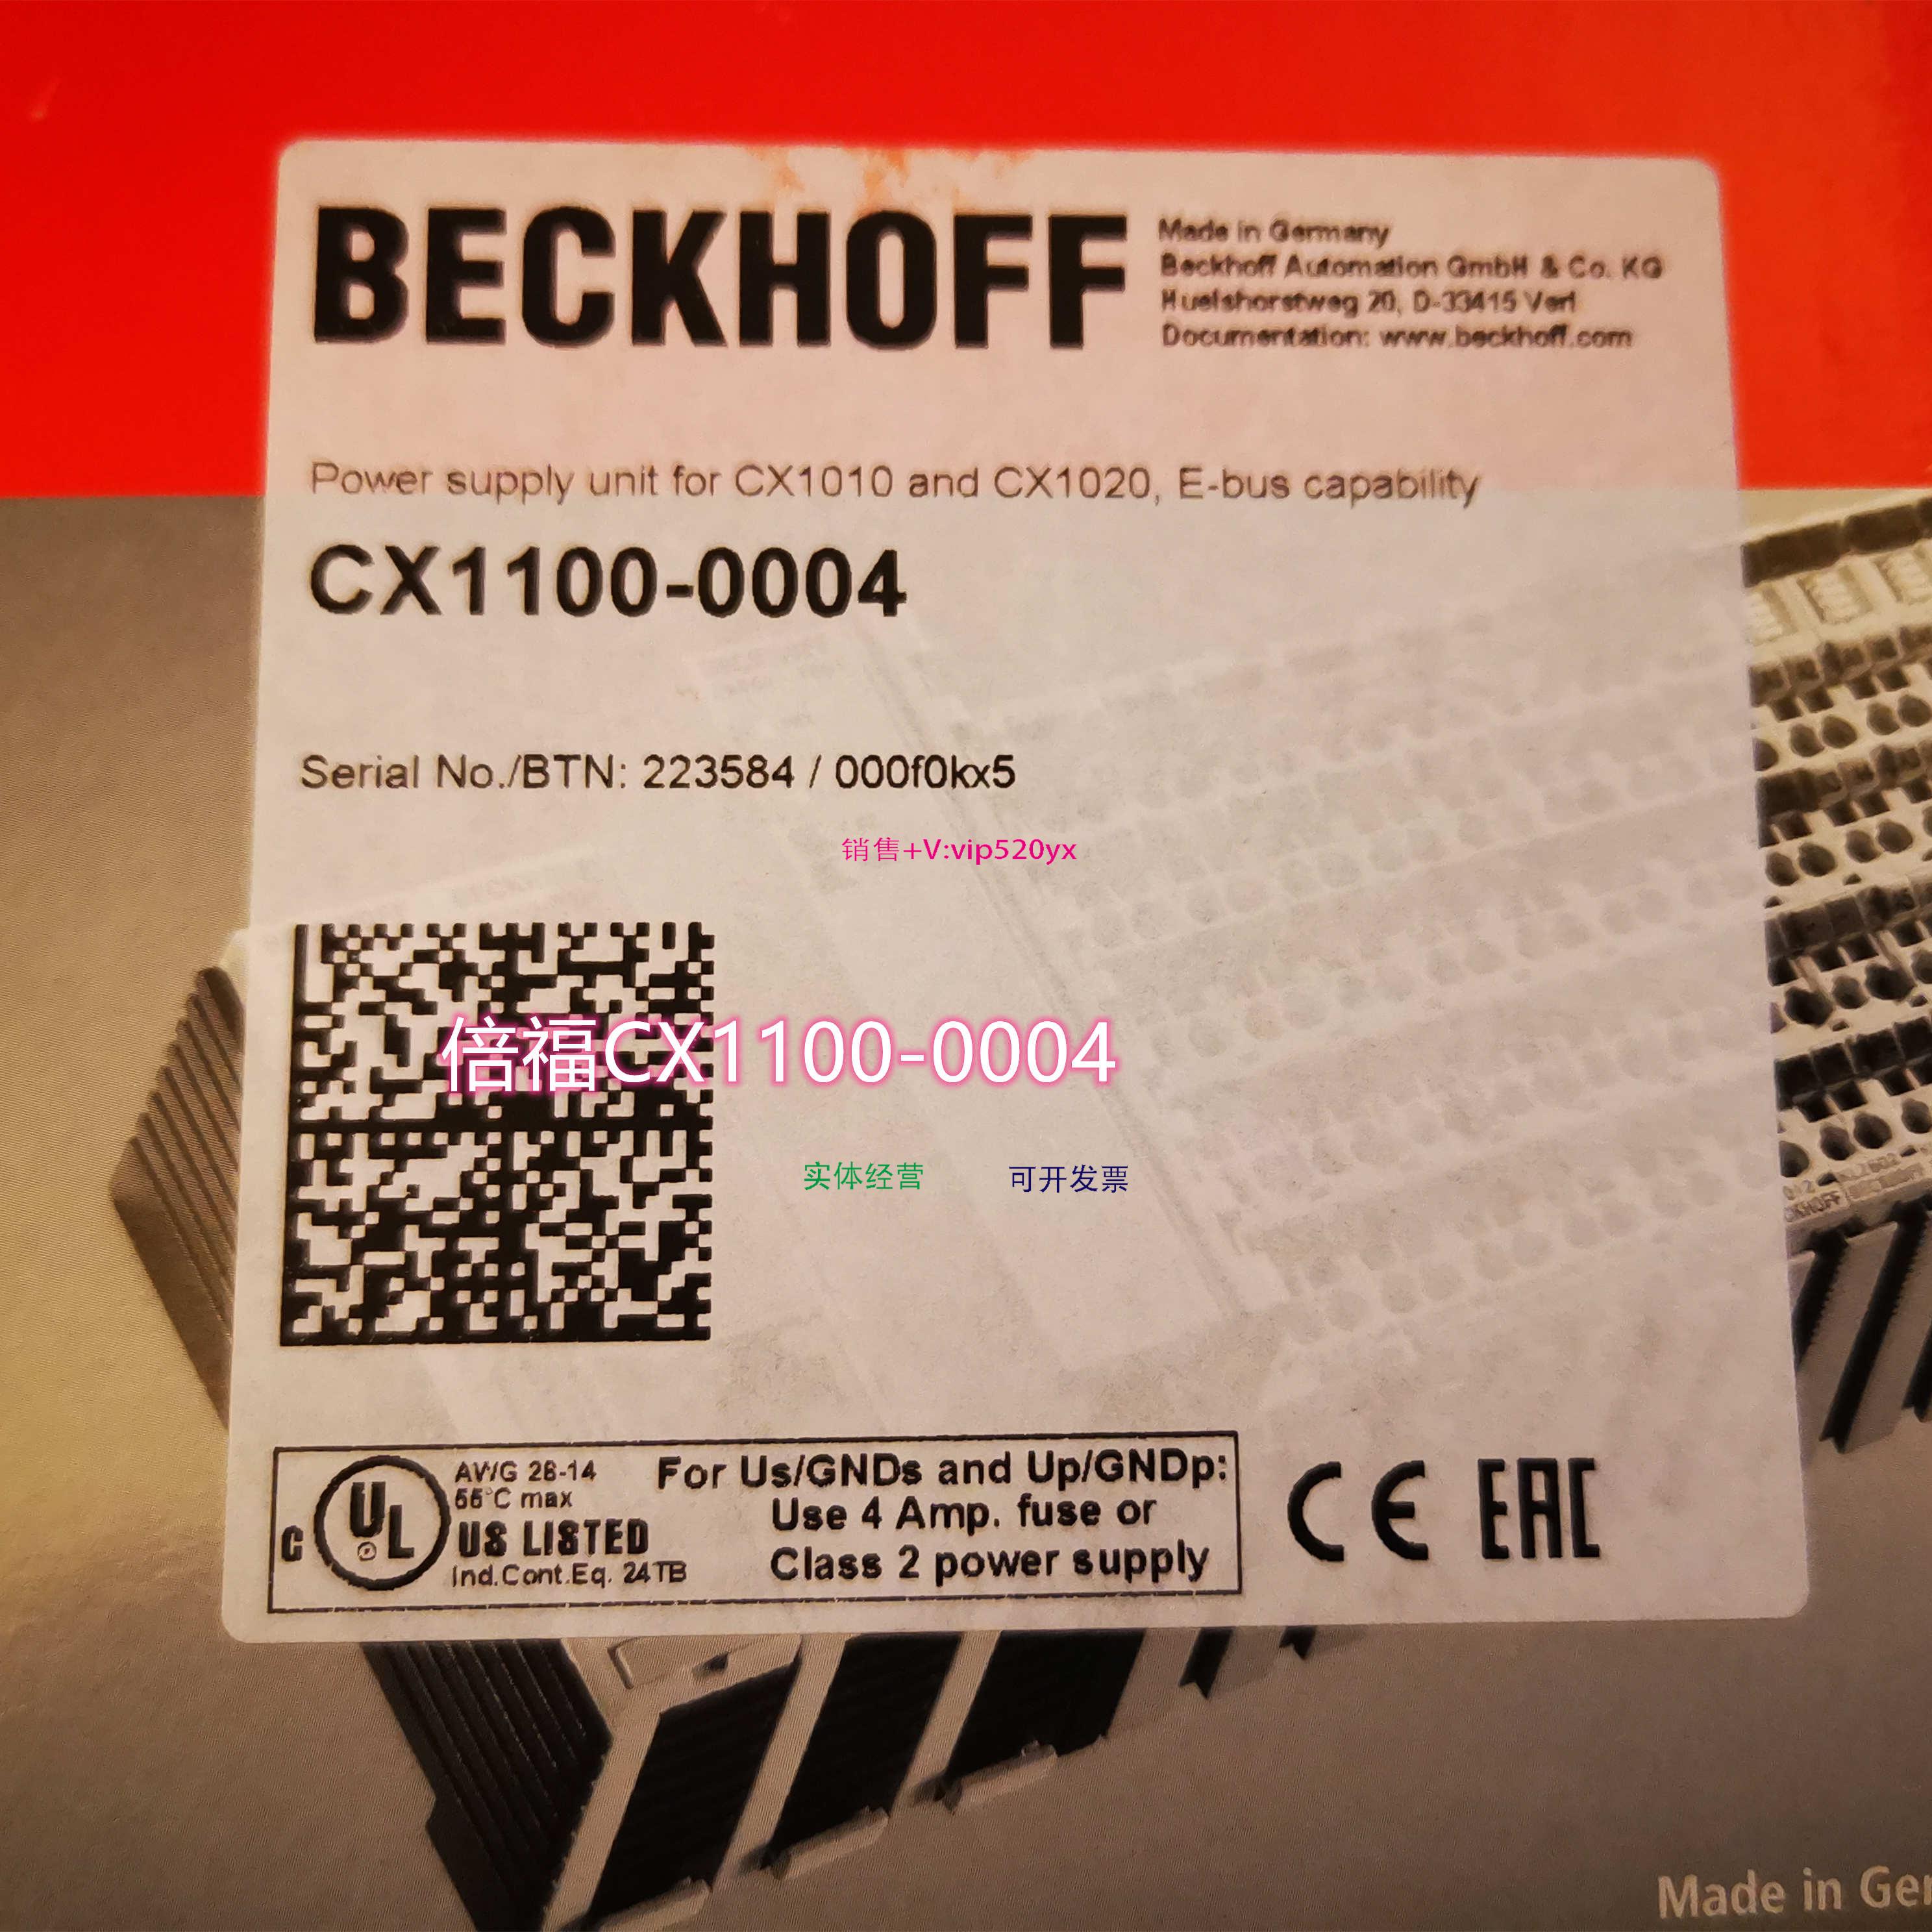 BECKHOFF
Made in Germany
Beckhoff Automation GmbH & Co. KG
Huelshorstweg 20, D-33415 Verl
Documentation: www.beckhoff.com
Power supply unit for CX1010 and CX1020, E-bus capability
CX1100-0004
Serial No./BTN: 223584 / 000f0kx5
销售+V:vip520yx
倍福CX1100-0004
实体经营
可开发票
C UL
AWG 28-14
55°C max
US LISTED
Ind.Cont.Eq. 24TB
For Us/GNDs and Up/GNDp:
Use 4 Amp. fuse or
Class 2 power supply
CE EAC
Made in Ger